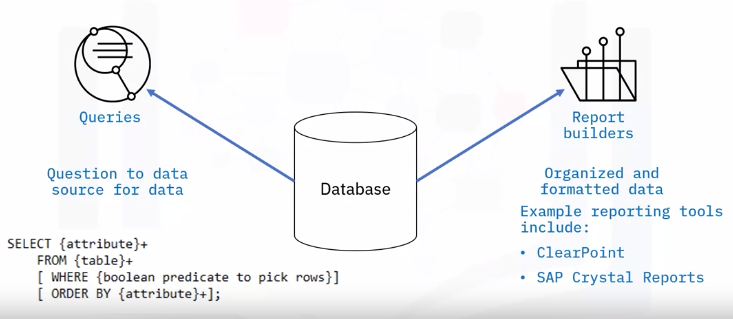 Queries
Question to data
source for data
SELECT {attribute}+
FROM {table}+
[ WHERE {boolean predicate to pick rows}]
[ ORDER BY {attribute}+];
Database
Report
builders
Organized and
formatted data
Example reporting tools
include:
• ClearPoint
• SAP Crystal Reports